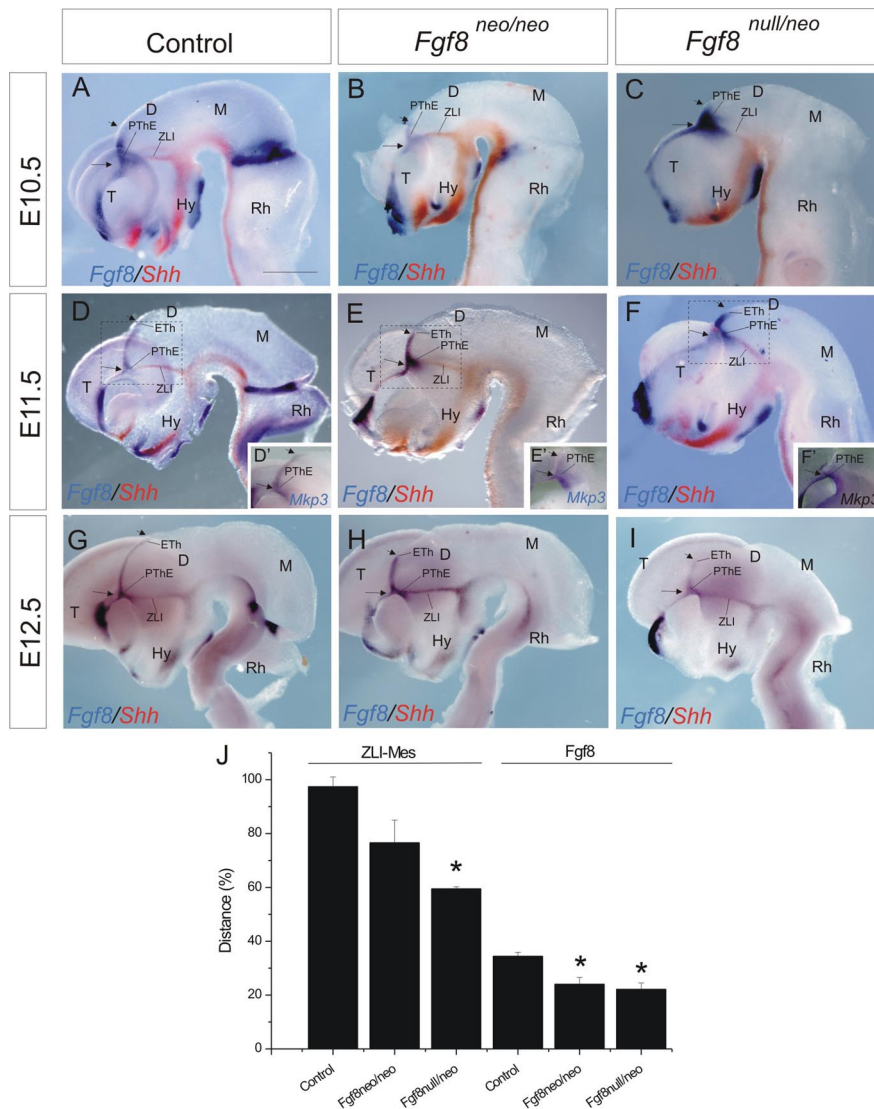 Control
Fgf8 neo/neo
Fgf8 null/neo
E10.5
A
D
M
PThE
ZLI
T
Hy
Rh
Fgf8/Shh
B
D
M
PThE
ZLI
T
Hy
Rh
Fgf8/Shh
C
D
PThE
M
ZLI
T
Hy
Rh
Fgf8/Shh
E11.5
D
D
ETh
M
PThE
T
ZLI
Hy
Rh
D'
PThE
Mkp3
Fgf8/Shh
E
D
ETh
M
PThE
T
ZLI
Hy
Rh
E'
PThE
Mkp3
Fgf8/Shh
F
D
ETh
M
PThE
T
ZLI
Hy
Rh
F'
PThE
Mkp3
Fgf8/Shh
E12.5
G
ETh
D
M
PThE
T
ZLI
Hy
Rh
Fgf8/Shh
H
T
ETh
D
M
PThE
ZLI
Hy
Rh
Fgf8/Shh
I
T
ETh
D
M
PThE
ZLI
Hy
Rh
Fgf8/Shh
J
ZLI-Mes
Fgf8
100
80
60
40
20
0
Distance (%)
*
*
*
Control
Fgf8neo/neo
Fgf8null/neo
Control
Fgf8neo/neo
Fgf8null/neo